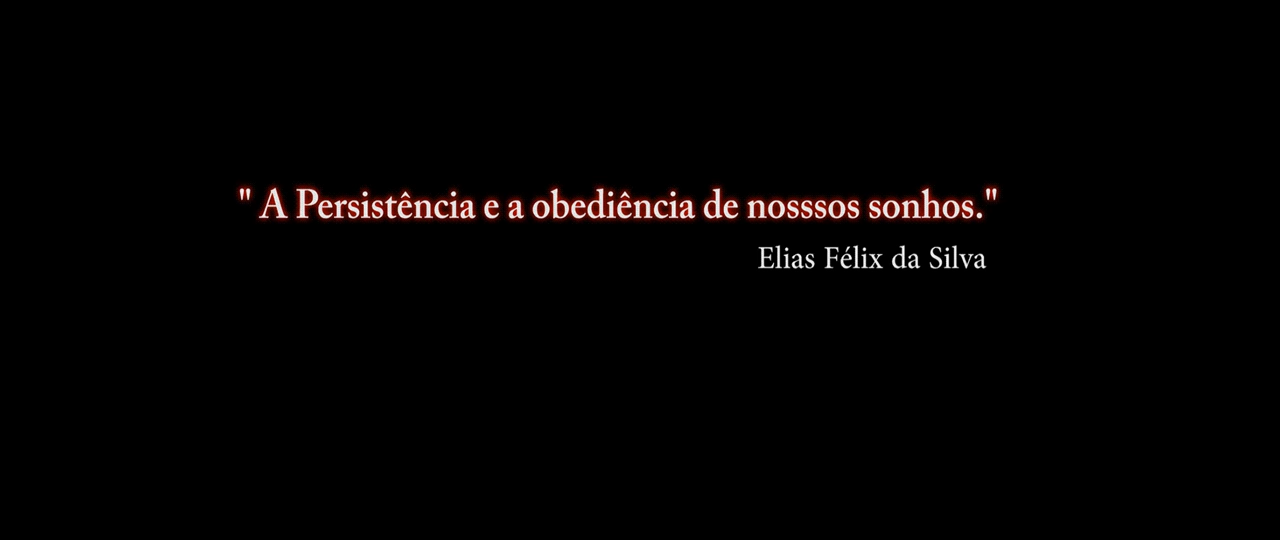 " A Persistência e a obediência de nosssos sonhos."
Elias Félix da Silva